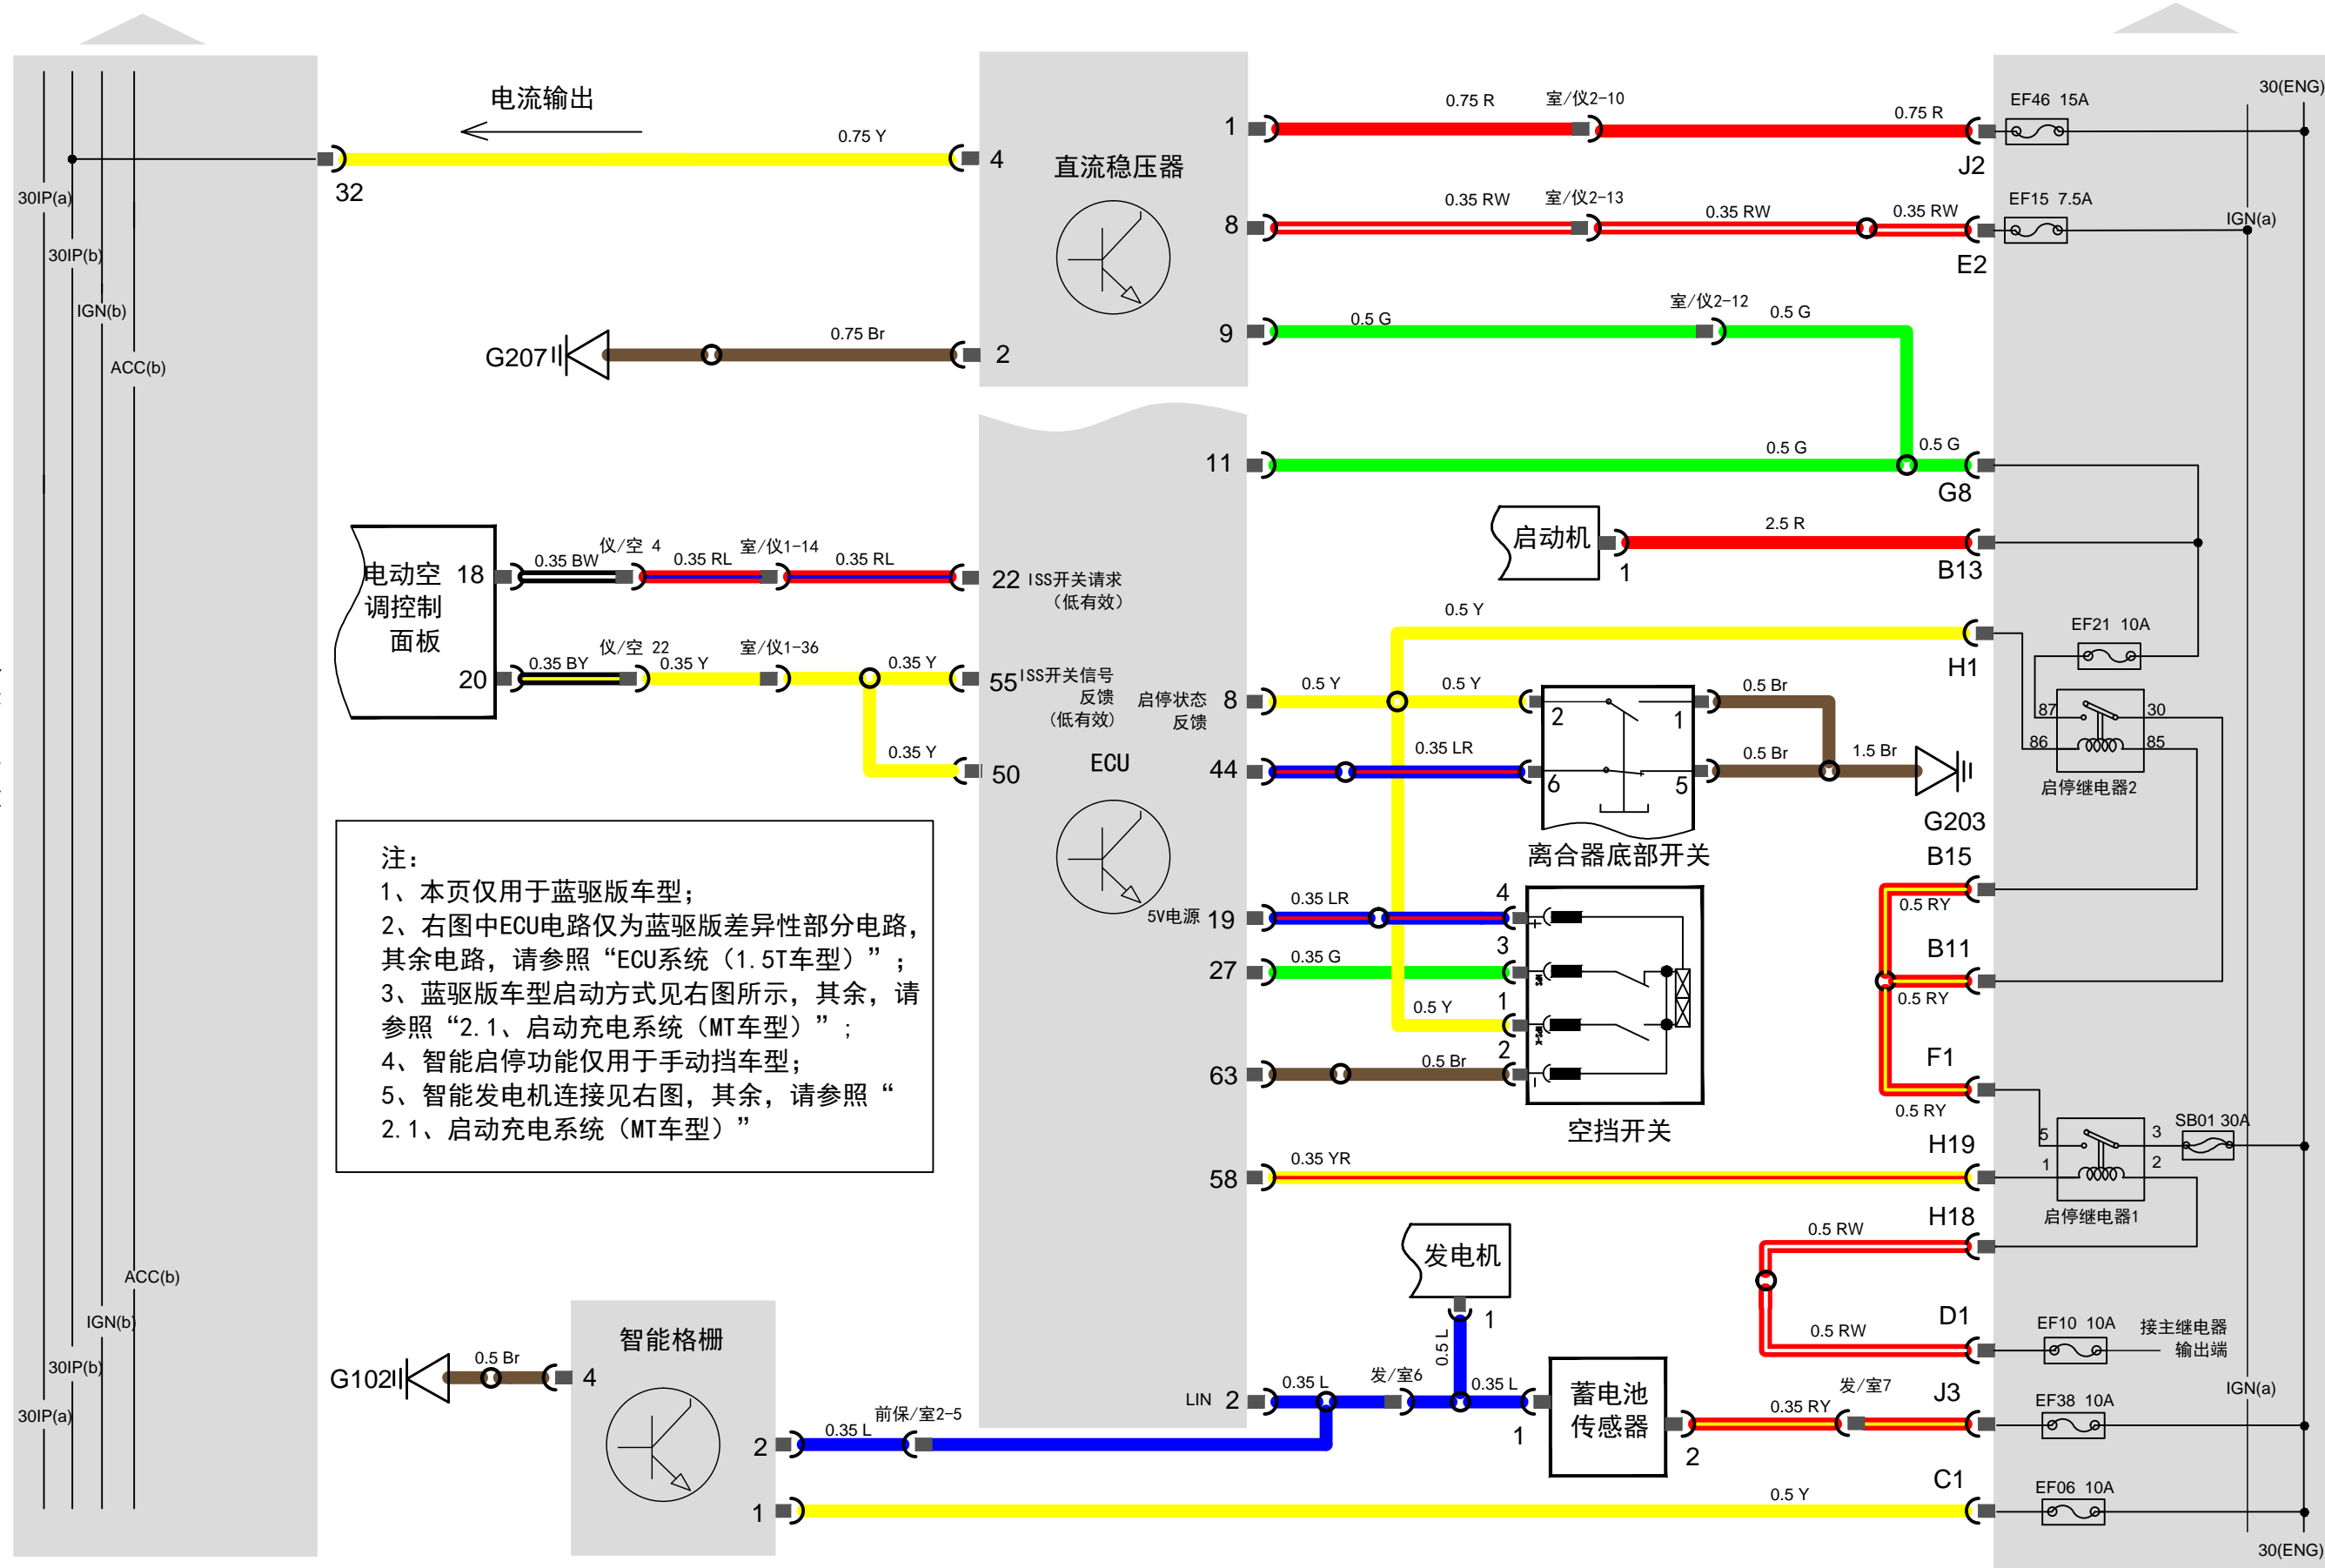 电流输出
0.75 Y
32
4
直流稳压器
1
0.75 R
室/仪2-10
0.75 R
J2
EF46 15A
30(ENG)
30IP(a)
30IP(b)
IGN(b)
ACC(b)
8
0.35 RW
室/仪2-13
0.35 RW
0.35 RW
E2
EF15 7.5A
IGN(a)
G207
0.75 Br
2
9
0.5 G
室/仪2-12
0.5 G
11
0.5 G
0.5 G
G8
启动机
1
2.5 R
B13
电动空
调控制
面板
18
0.35 BW
仪/空 4
0.35 RL
室/仪1-14
0.35 RL
22
ISS开关请求
(低有效)
20
0.35 BY
仪/空 22
0.35 Y
室/仪1-36
0.35 Y
55
ISS开关信号
反馈
(低有效)
0.35 Y
50
ECU
0.5 Y
H1
EF21 10A
87
30
86
85
启停继电器2
启停状态
反馈
8
0.5 Y
0.5 Y
2
1
0.5 Br
44
0.35 LR
6
5
0.5 Br
1.5 Br
G203
离合器底部开关
注:
1、本页仅用于蓝驱版车型;
2、右图中ECU电路仅为蓝驱版差异性部分电路,
其余电路,请参照“ECU系统(1.5T车型)”;
3、蓝驱版车型启动方式见右图所示,其余,请
参照“2.1、启动充电系统(MT车型)”;
4、智能启停功能仅用于手动挡车型;
5、智能发电机连接见右图,其余,请参照“
2.1、启动充电系统(MT车型)”
5V电源
19
0.35 LR
4
27
0.35 G
3
0.5 Y
1
63
0.5 Br
2
空挡开关
B15
0.5 RY
B11
0.5 RY
F1
0.5 RY
58
0.35 YR
H19
5
3
1
2
SB01 30A
启停继电器1
H18
0.5 RW
0.5 RW
D1
EF10 10A
接主继电器
输出端
发电机
1
0.5 L
LIN
2
0.35 L
发/室6
0.35 L
1
蓄电池
传感器
2
0.35 RY
发/室7
J3
EF38 10A
IGN(a)
ACC(b)
IGN(b)
30IP(b)
30IP(a)
智能格栅
G102
0.5 Br
4
2
0.35 L
前保/室2-5
1
0.5 Y
C1
EF06 10A
30(ENG)